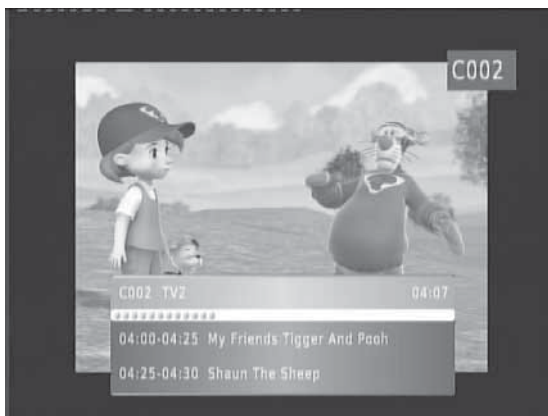 C002
C002 TV2 04:07
04:00-04:25 My Friends Tigger And Pooh
04:25-04:30 Shaun The Sheep